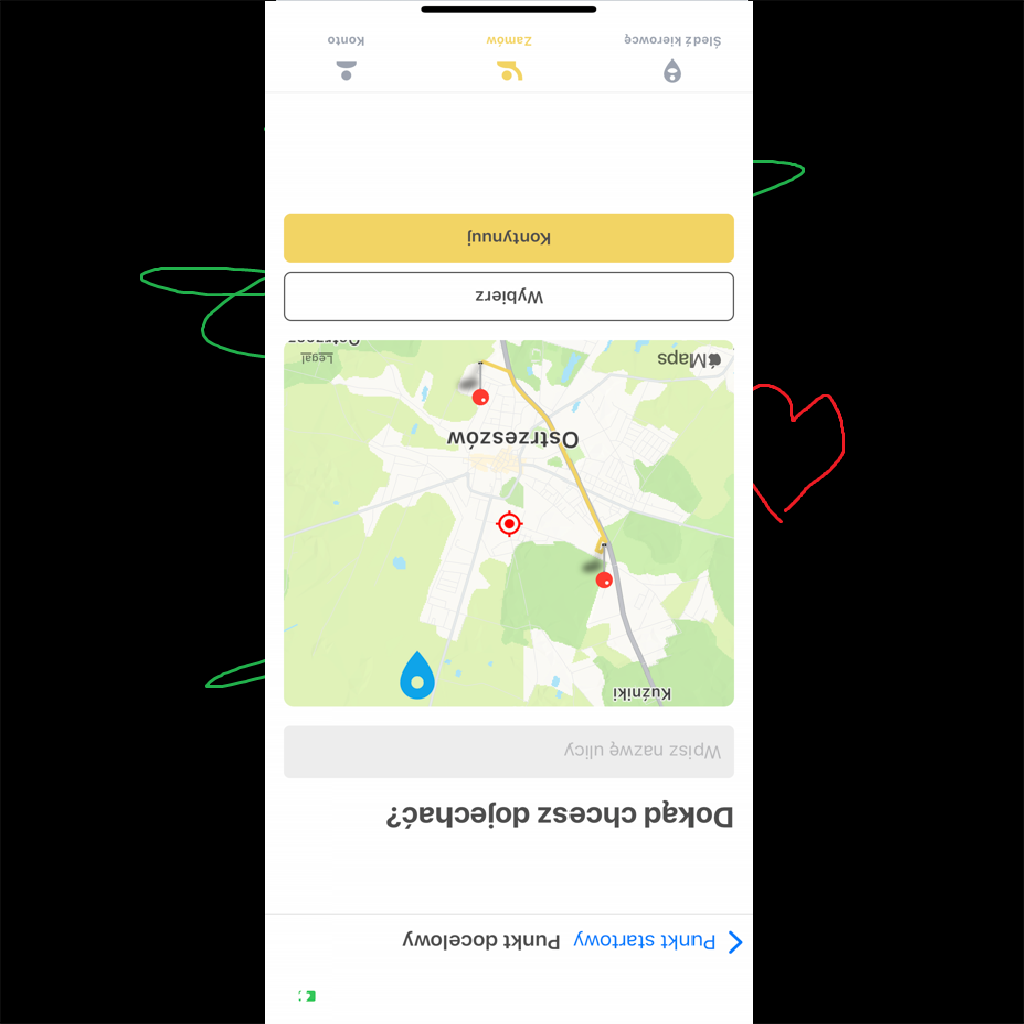 Punkt startowy Punkt docelowy
Dokąd chcesz dojechać?
Wpisz nazwę ulicy
Kuźniki
Ostrzeszów
Maps
Legal
Wybierz
Kontynuuj
Śledź kierowcę
Zamów
Konto